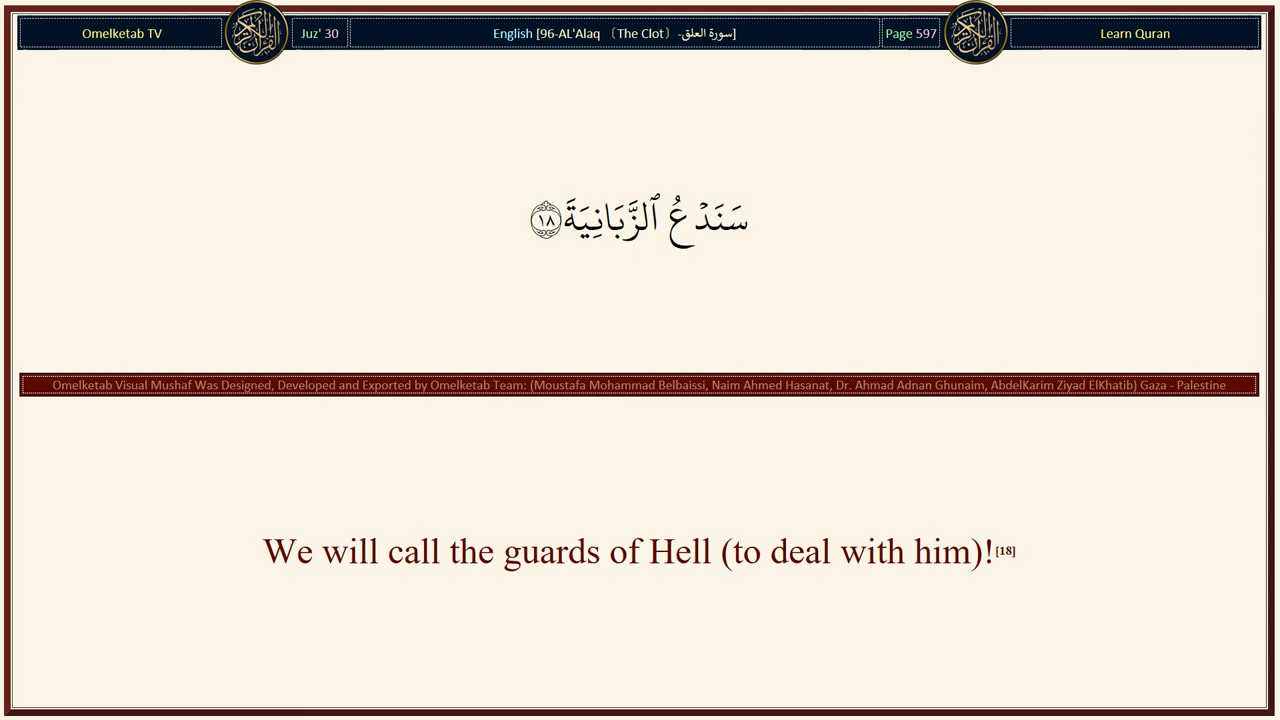 Omelketab TV
Juz' 30
English [96-AL'Alaq 〔The Clot〕 -سورة العلق]
Page 597
Learn Quran
سَنَدۡعُ ٱلزَّبَانِيَةَ ١٨
Omelketab Visual Mushaf Was Designed, Developed and Exported by Omelketab Team: (Moustafa Mohammad Belbaissi, Naim Ahmed Hasanat, Dr. Ahmad Adnan Ghunaim, AbdelKarim Ziyad ElKhatib) Gaza - Palestine
We will call the guards of Hell (to deal with him)![18]